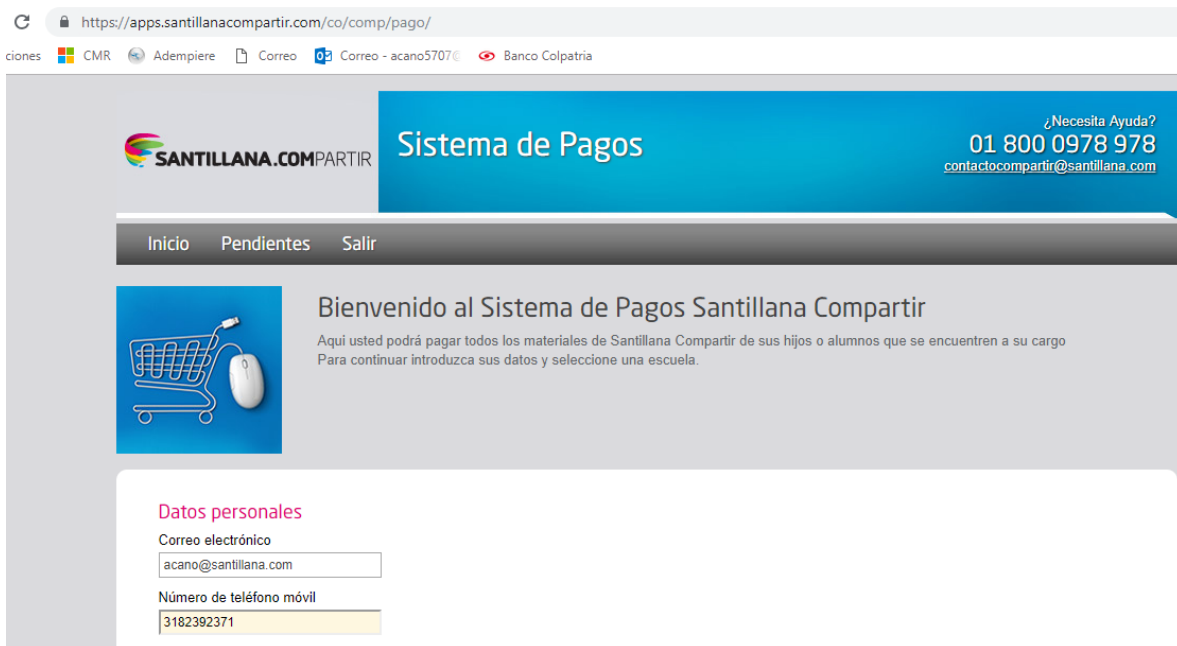 https://apps.santillanacompartir.com/co/comp/pago/
ciones CMR Adempiere Correo Correo - acano5707@ Banco Colpatria
SANTILLANA.COMPARTIR
Sistema de Pagos
¿Necesita Ayuda?
01 800 0978 978
contactocompartir@santillana.com
Inicio Pendientes Salir
Bienvenido al Sistema de Pagos Santillana Compartir
Aqui usted podrá pagar todos los materiales de Santillana Compartir de sus hijos o alumnos que se encuentren a su cargo
Para continuar introduzca sus datos y seleccione una escuela.
Datos personales
Correo electrónico
acano@santillana.com
Número de teléfono móvil
3182392371